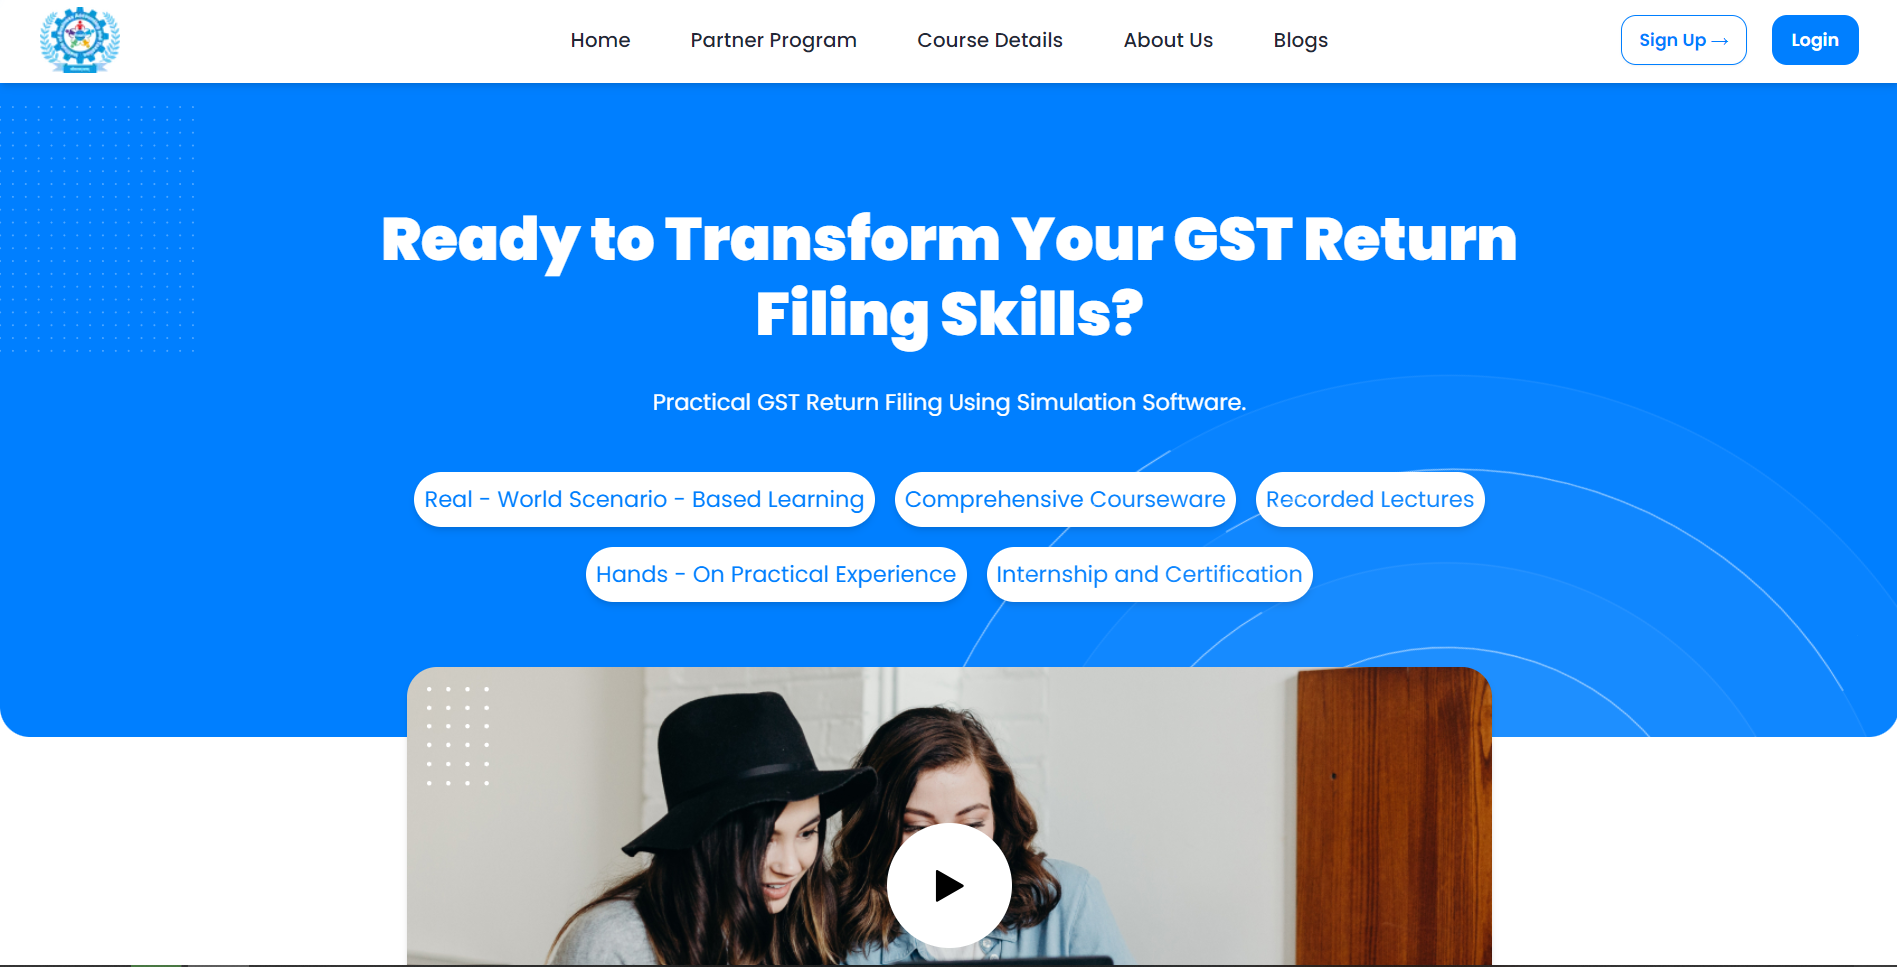 Home Partner Program Course Details About Us Blogs Sign Up → Login
Ready to Transform Your GST Return
Filing Skills?
Practical GST Return Filing Using Simulation Software.
Real - World Scenario - Based Learning Comprehensive Courseware Recorded Lectures
Hands - On Practical Experience Internship and Certification